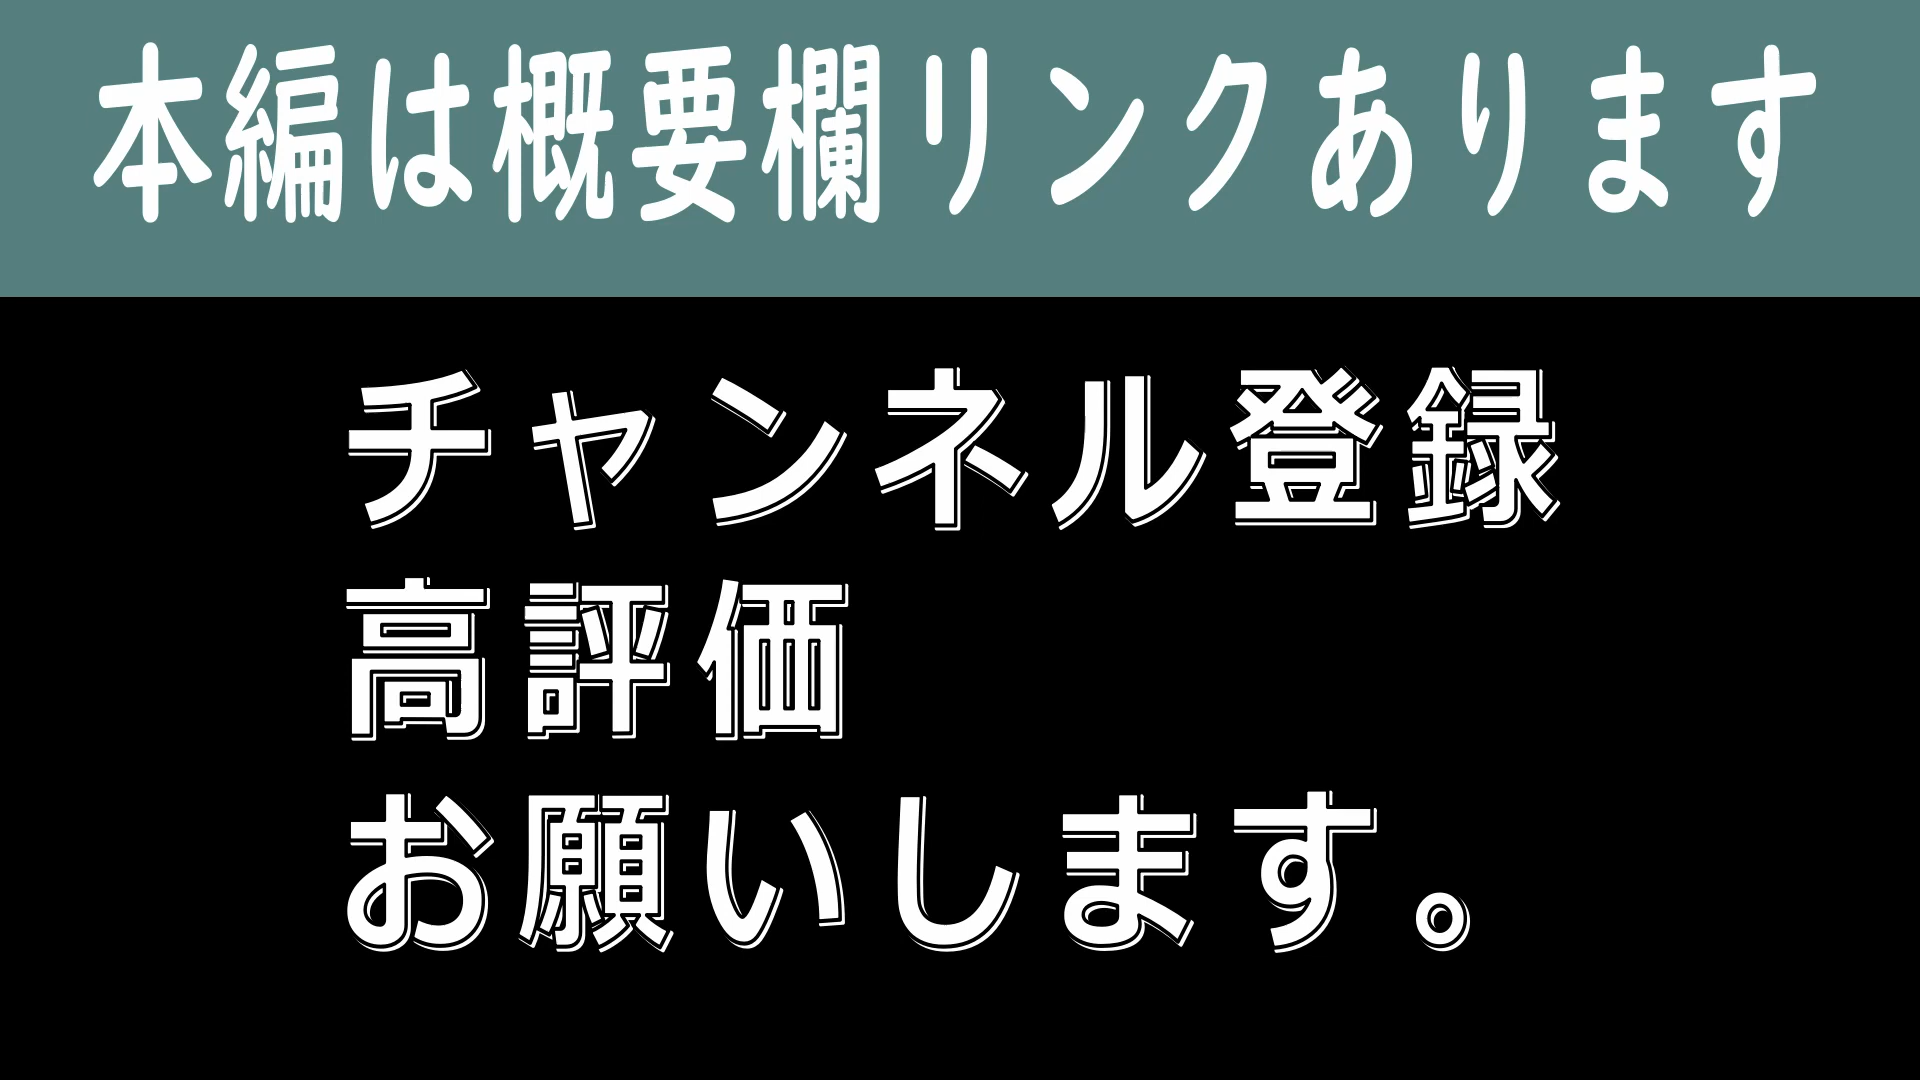 本編は概要欄リンクあります
チャンネル登録
高評価
お願いします。